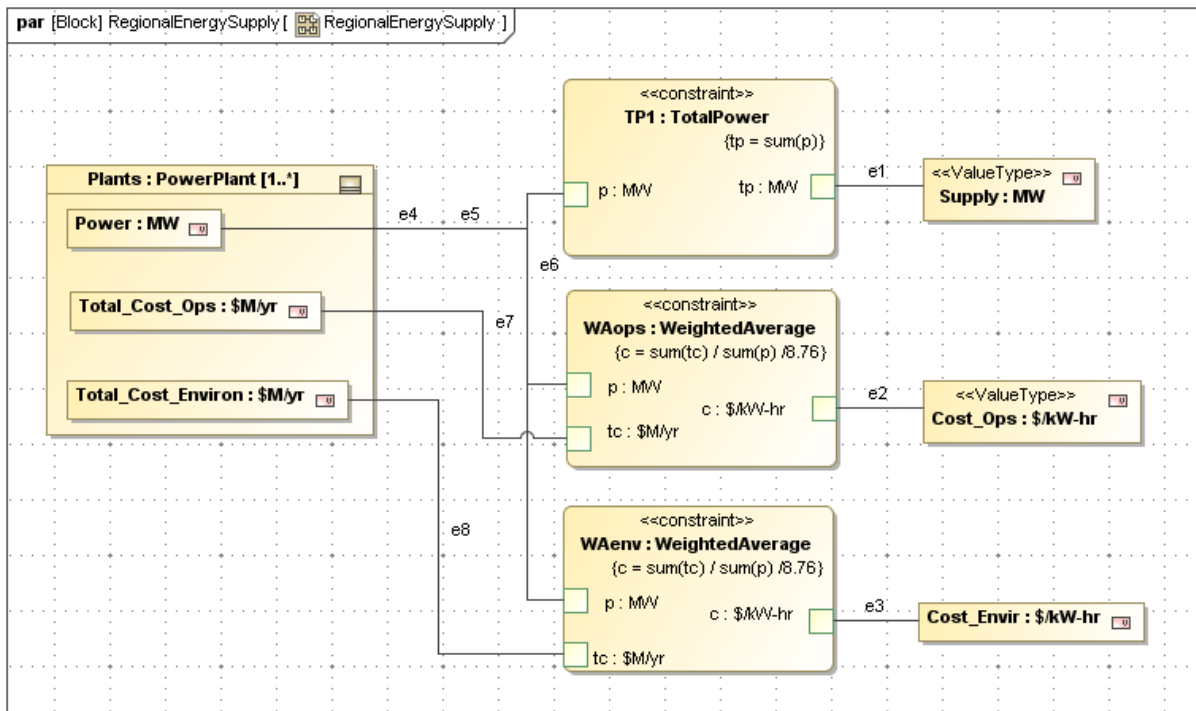 par [Block] RegionalEnergySupply [ RegionalEnergySupply ]
Plants : PowerPlant [1..*]
Power : MW
Total_Cost_Ops : $M/yr
Total_Cost_Environ : $M/yr
e4
e5
e6
e7
e8
<<constraint>>
TP1 : TotalPower
{tp = sum(p)}
p : MW
tp : MW
e1
<<ValueType>>
Supply : MW
<<constraint>>
WAops : WeightedAverage
{c = sum(tc) / sum(p) /8.76}
p : MW
c : $/kW-hr
tc : $M/yr
e2
<<ValueType>>
Cost_Ops : $/kW-hr
<<constraint>>
WAenv : WeightedAverage
{c = sum(tc) / sum(p) /8.76}
p : MW
c : $/kW-hr
tc : $M/yr
e3
Cost_Envir : $/kW-hr